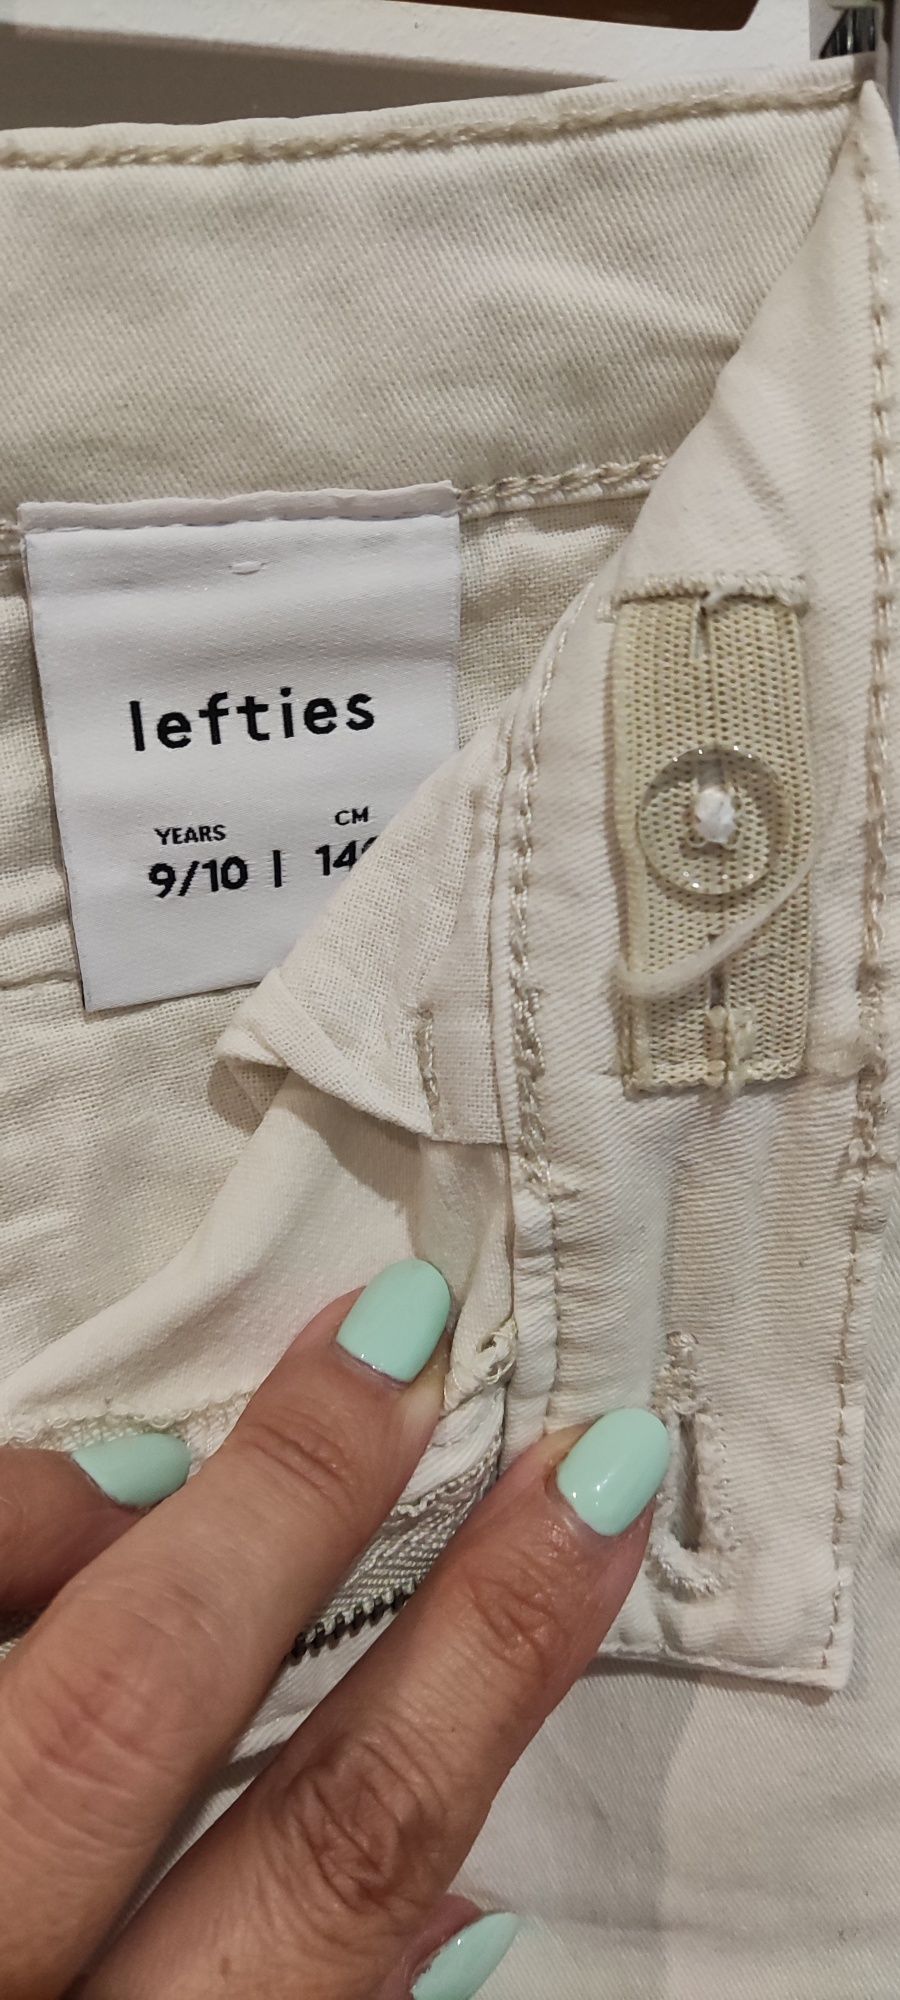 lefties
YEARS CM
9/10 | 14